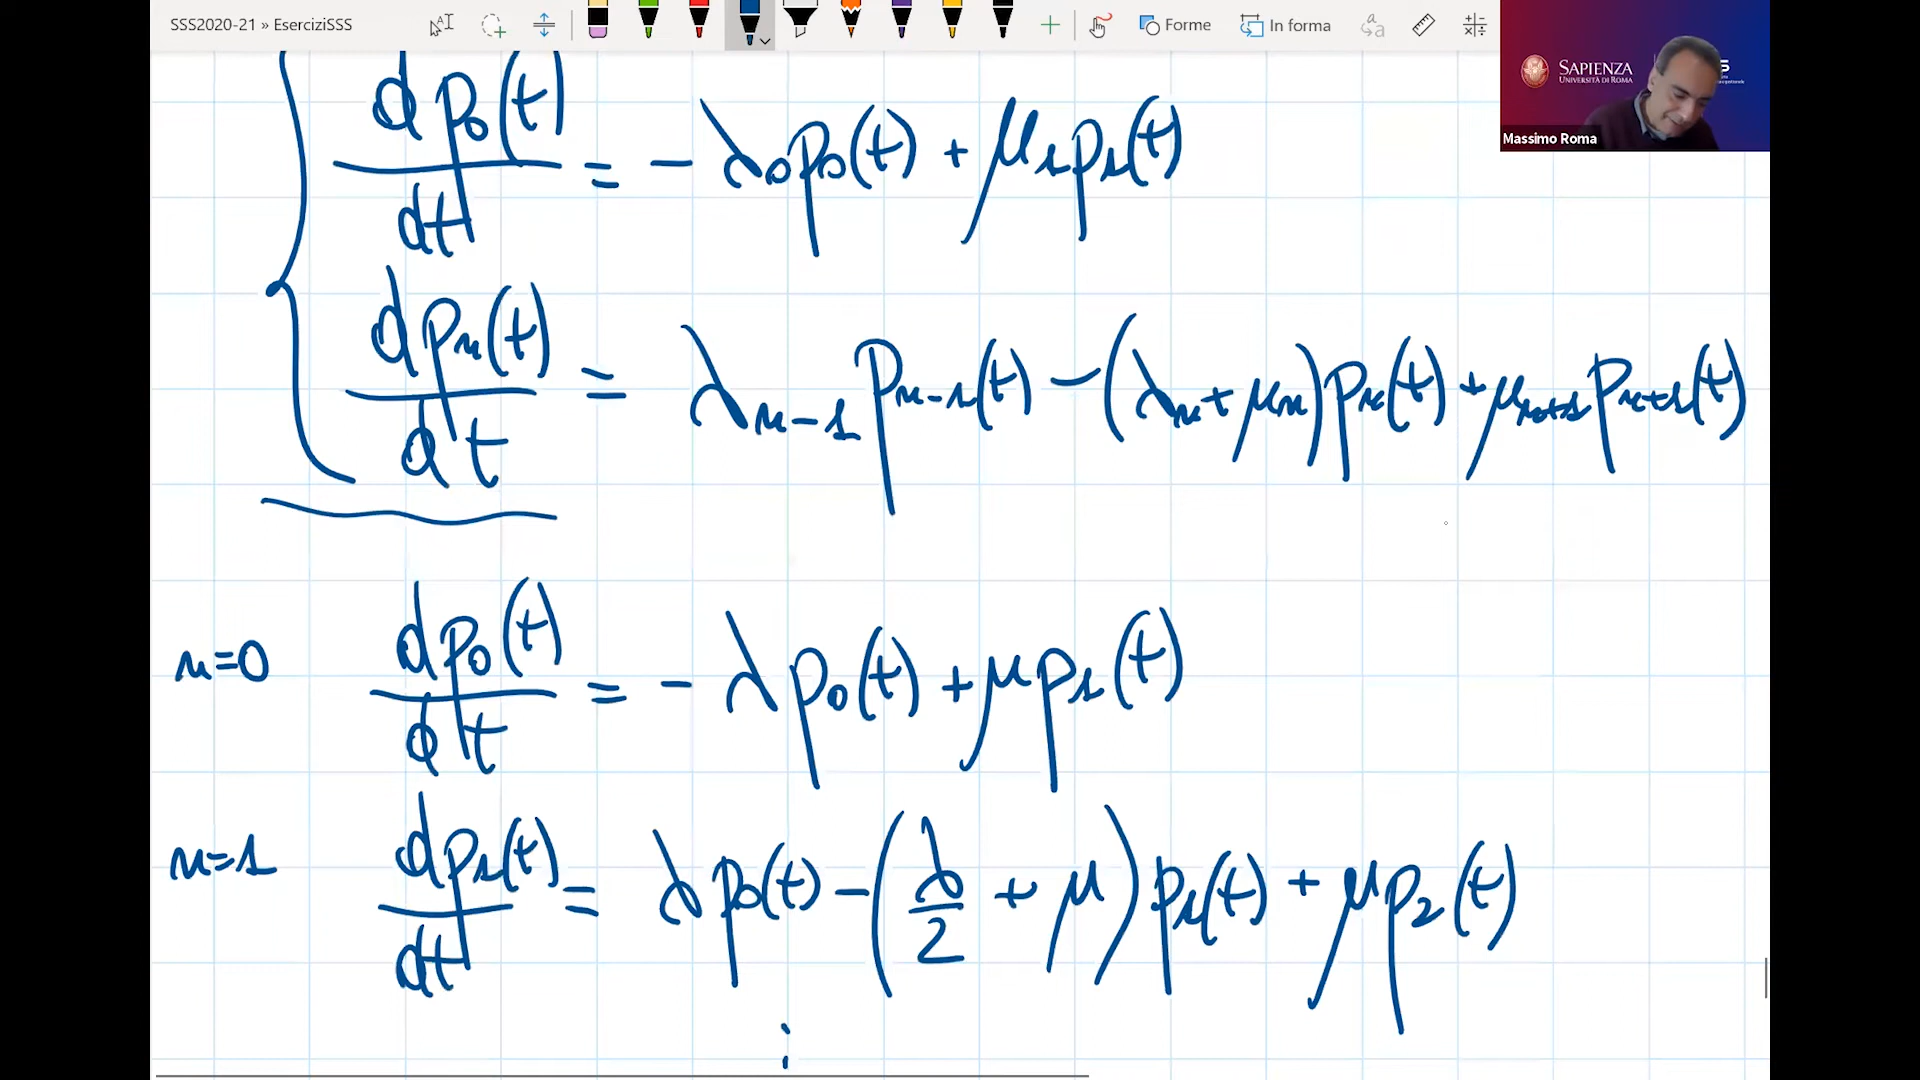 SSS2020-21 » EserciziSSS
Forme
In forma
SAPIENZA
UNIVERSITÀ DI ROMA
Massimo Roma
dp₀(t)/dt = - λ₀p₀(t) + μ₁p₁(t)
dpₙ(t)/dt = λₙ₋₁pₙ₋₁(t) - (λₙ + μₙ)pₙ(t) + μₙ₊₁pₙ₊₁(t)
n=0 dp₀(t)/dt = - λp₀(t) + μp₁(t)
n=1 dp₁(t)/dt = λp₀(t) - (λ/2 + μ)p₁(t) + μp₂(t)
⋮